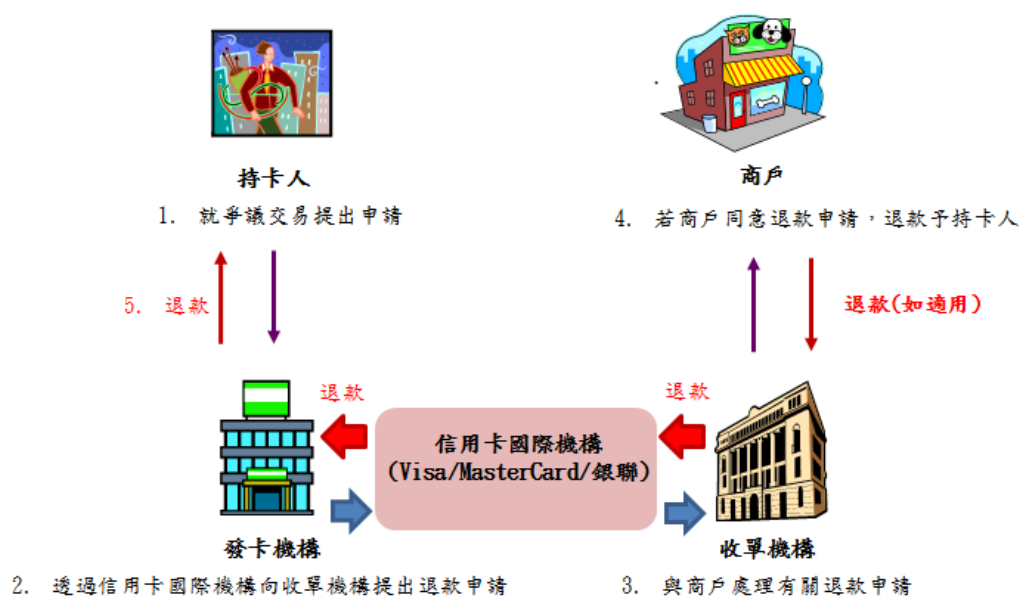 持卡人
1. 就爭議交易提出申請
商戶
4. 若商戶同意退款申請，退款予持卡人
5. 退款
退款(如適用)
退款
退款
信用卡國際機構
(Visa/MasterCard/銀聯)
發卡機構
2. 透過信用卡國際機構向收單機構提出退款申請
收單機構
3. 與商戶處理有關退款申請